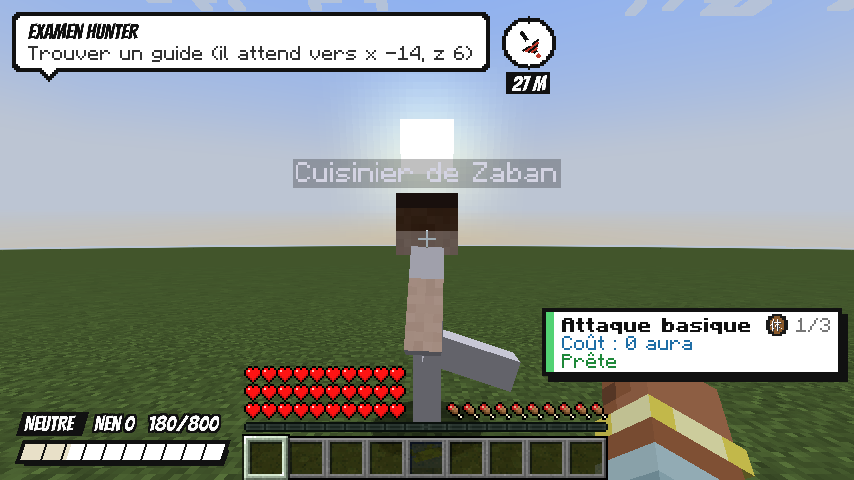 EXAMEN HUNTER
Trouver un guide (il attend vers x -14, z 6)
27 M
Cuisinier de Zaban
Attaque basique 1/3
Coût : 0 aura
Prête
NEUTRE NEN 0 180/800